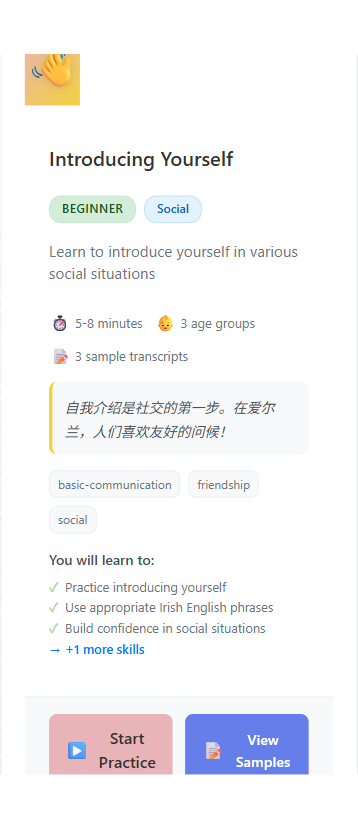 Introducing Yourself
BEGINNER Social
Learn to introduce yourself in various
social situations
5-8 minutes 3 age groups
3 sample transcripts
自我介绍是社交的第一步。在爱尔
兰，人们喜欢友好的问候！
basic-communication friendship
social
You will learn to:
✓ Practice introducing yourself
✓ Use appropriate Irish English phrases
✓ Build confidence in social situations
→ +1 more skills
Start Practice
View Samples